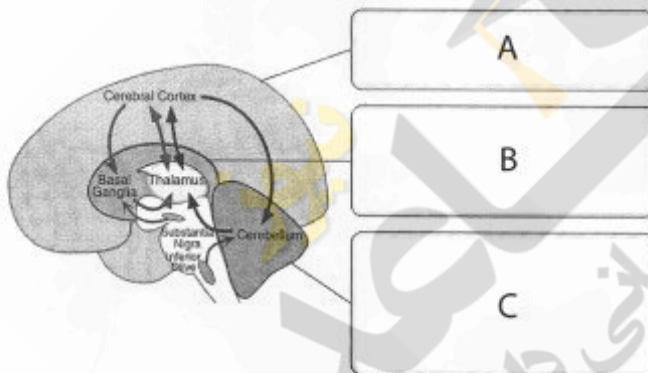 A
Cerebral Cortex
B
Basal
Ganglia
Thalamus
Substantia
Nigra
Inferior
Olive
Cerebellum
C